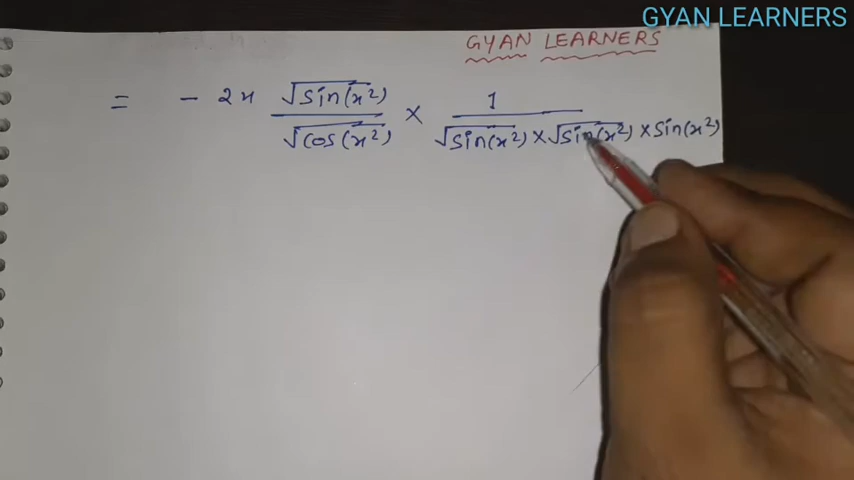 GYAN LEARNERS
GYAN LEARNERS
= - 2x √sin(x²) / √cos(x²) × 1 / √sin(x²) × √sin(x²) × sin(x²)